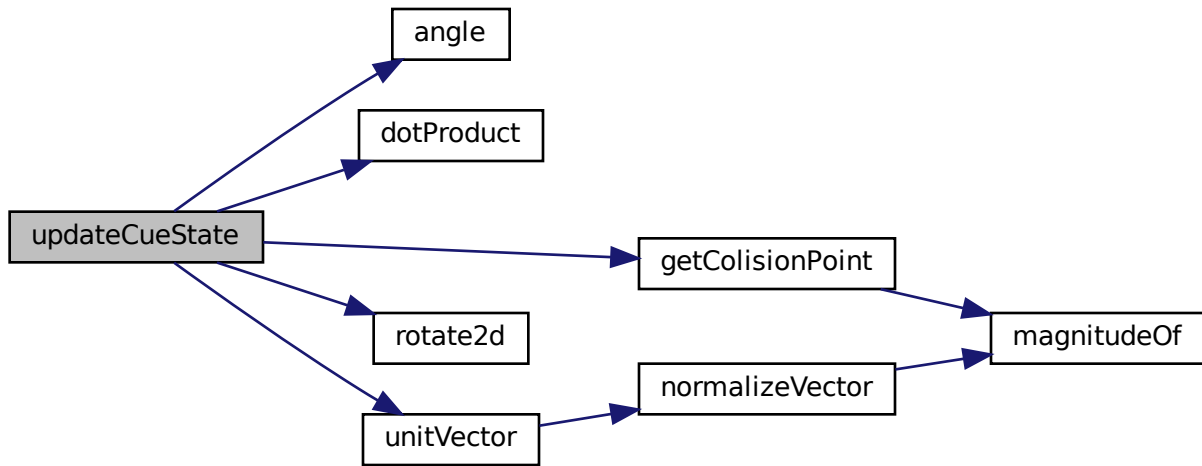 angle
dotProduct
updateCueState
getColisionPoint
rotate2d
magnitudeOf
normalizeVector
unitVector